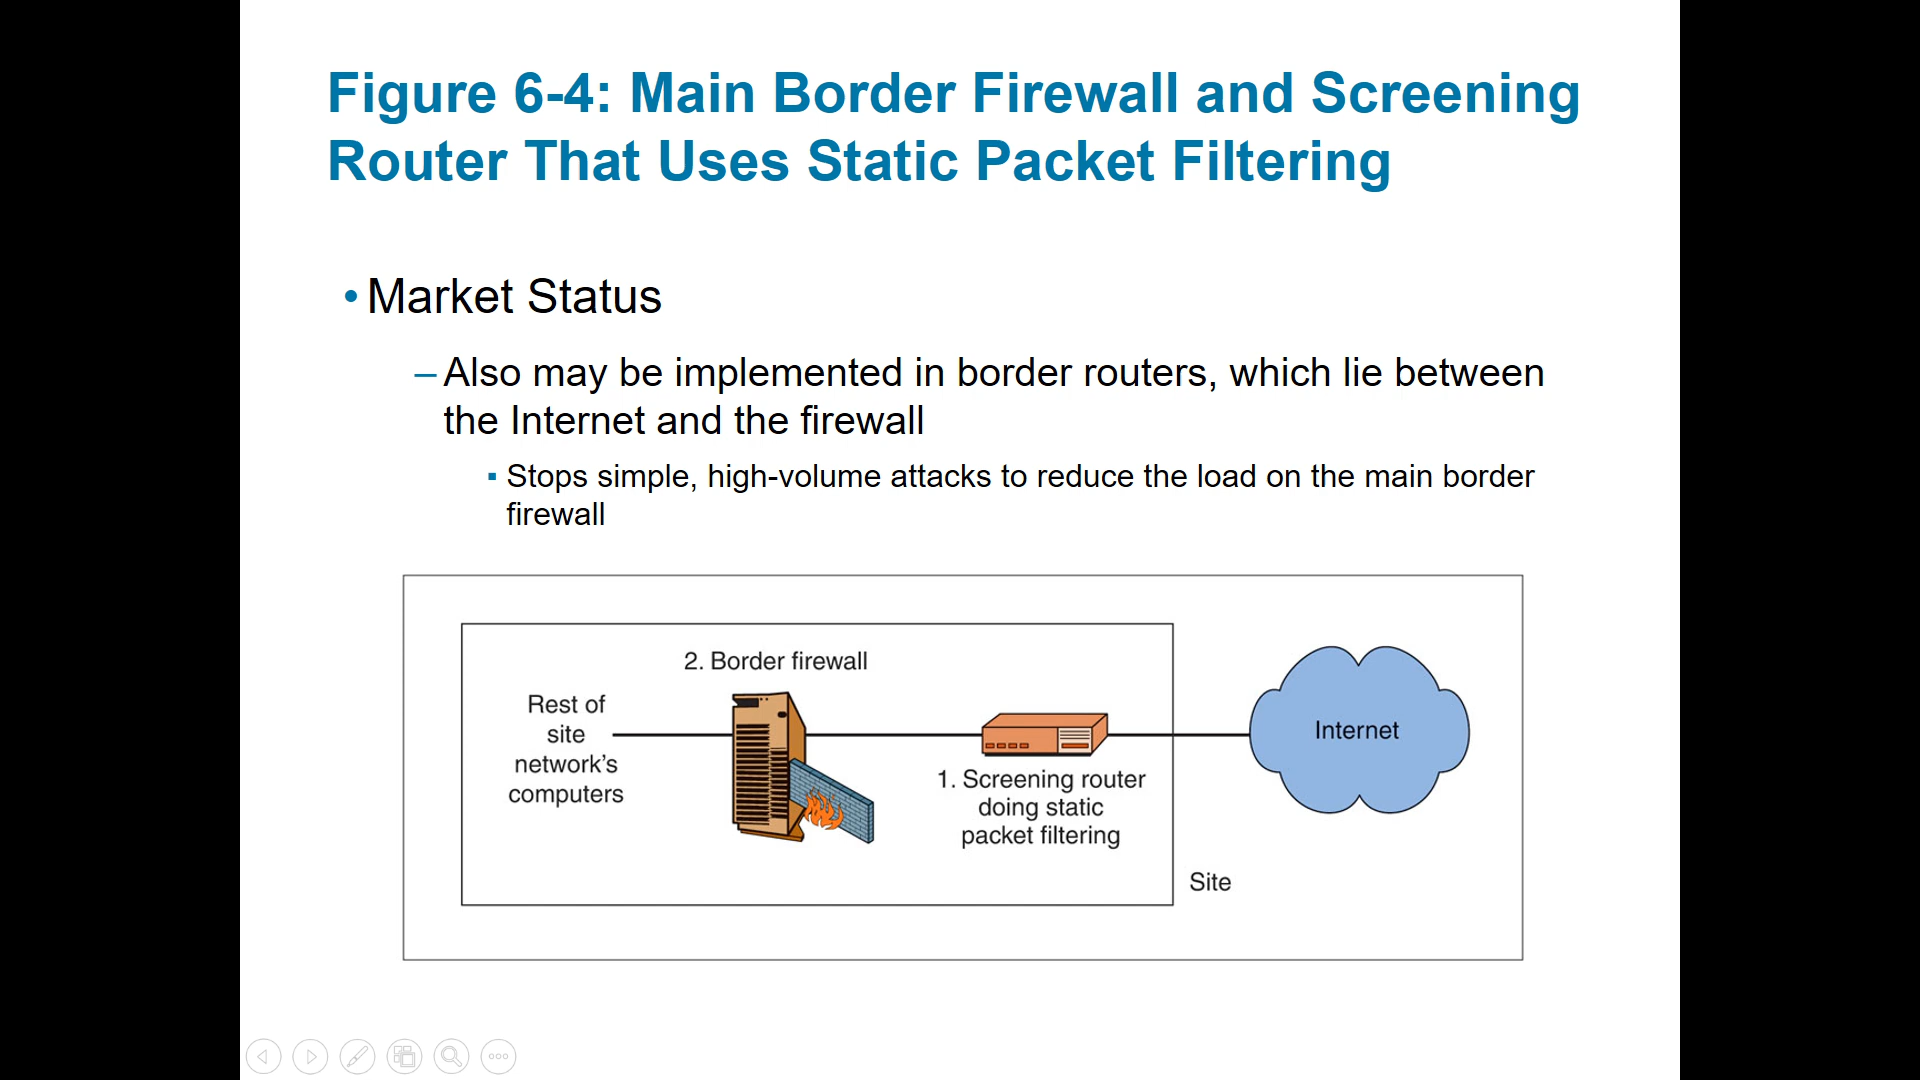 Figure 6-4: Main Border Firewall and Screening
Router That Uses Static Packet Filtering
• Market Status
– Also may be implemented in border routers, which lie between
the Internet and the firewall
▪ Stops simple, high-volume attacks to reduce the load on the main border
firewall
2. Border firewall
Rest of
site
network’s
computers
1. Screening router
doing static
packet filtering
Internet
Site